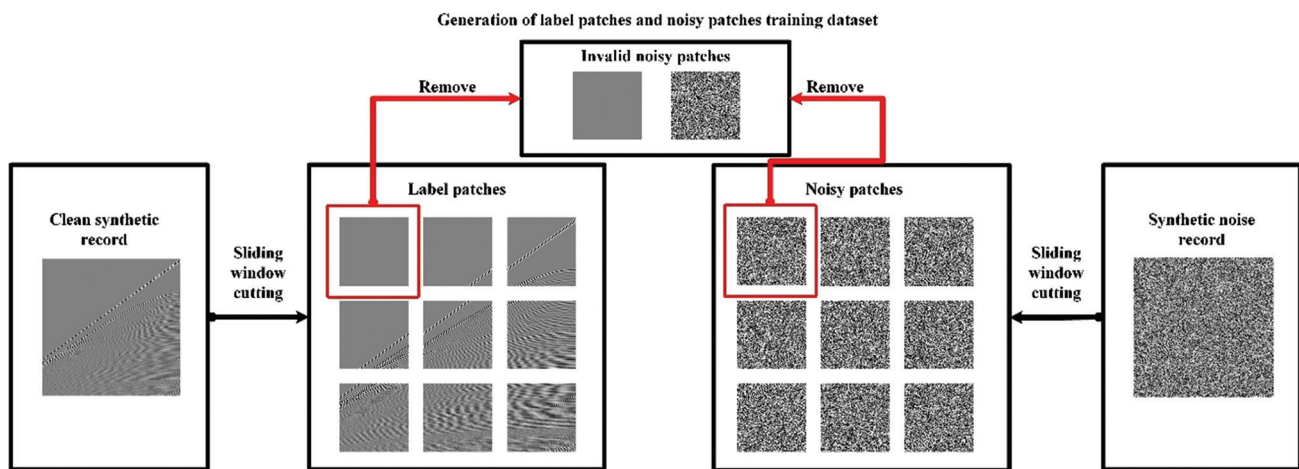 Generation of label patches and noisy patches training dataset
Invalid noisy patches
Remove
Remove
Clean synthetic
record
Sliding
window
cutting
Label patches
Noisy patches
Sliding
window
cutting
Synthetic noise
record